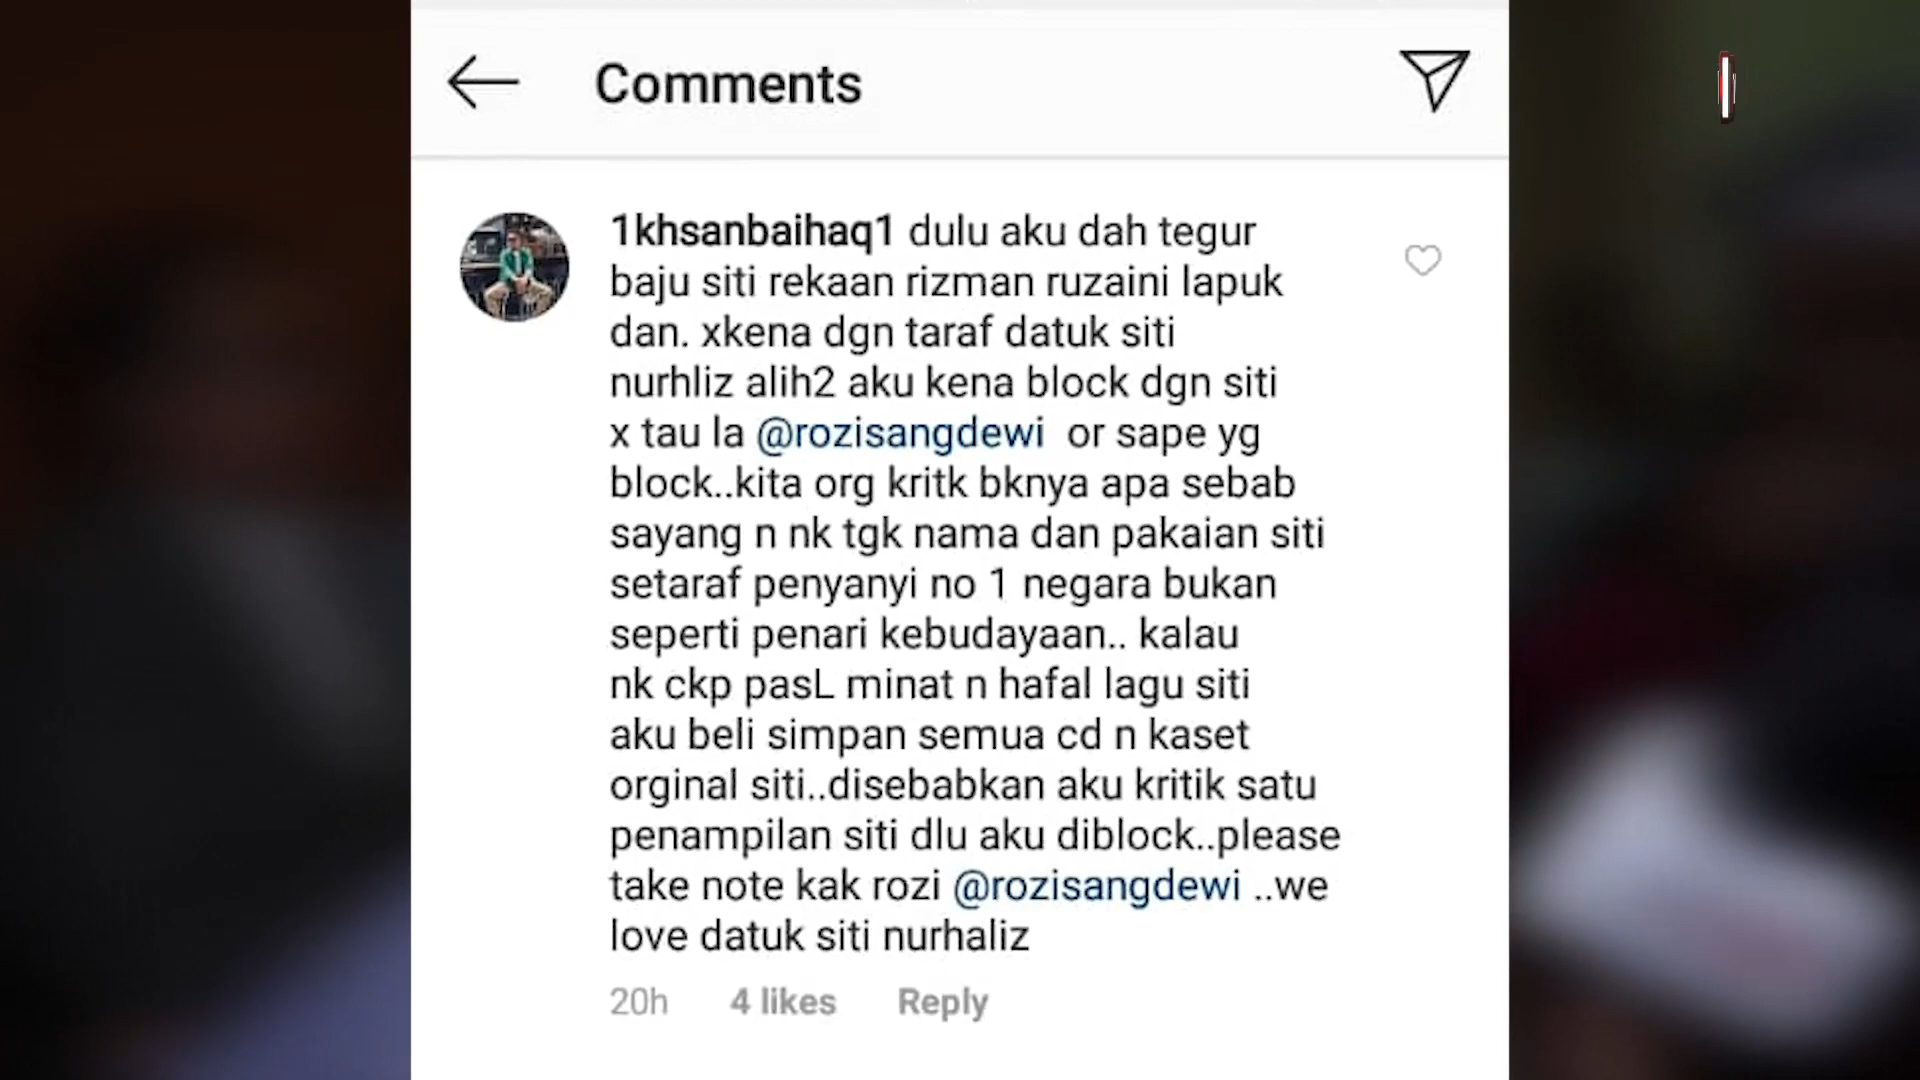 Comments
1khsanbaihaq1 dulu aku dah tegur
baju siti rekaan rizman ruzaini lapuk
dan. xkena dgn taraf datuk siti
nurhliz alih2 aku kena block dgn siti
x tau la @rozisangdewi or sape yg
block..kita org kritk bknya apa sebab
sayang n nk tgk nama dan pakaian siti
setaraf penyanyi no 1 negara bukan
seperti penari kebudayaan.. kalau
nk ckp pasL minat n hafal lagu siti
aku beli simpan semua cd n kaset
orginal siti..disebabkan aku kritik satu
penampilan siti dlu aku diblock..please
take note kak rozi @rozisangdewi ..we
love datuk siti nurhaliz
20h 4 likes Reply